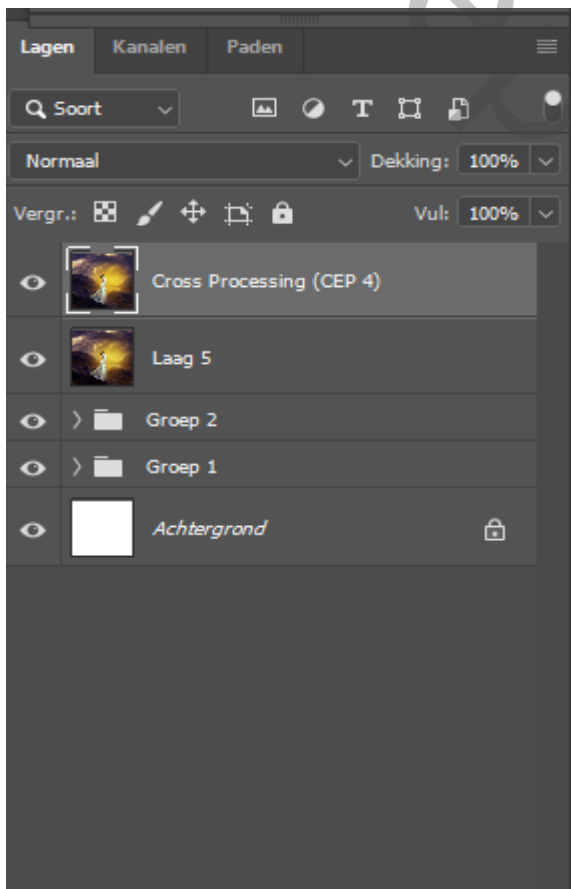 Lagen Kanalen Paden
Soort
Normaal Dekking: 100%
Vergr.: Vul: 100%
Cross Processing (CEP 4)
Laag 5
Groep 2
Groep 1
Achtergrond